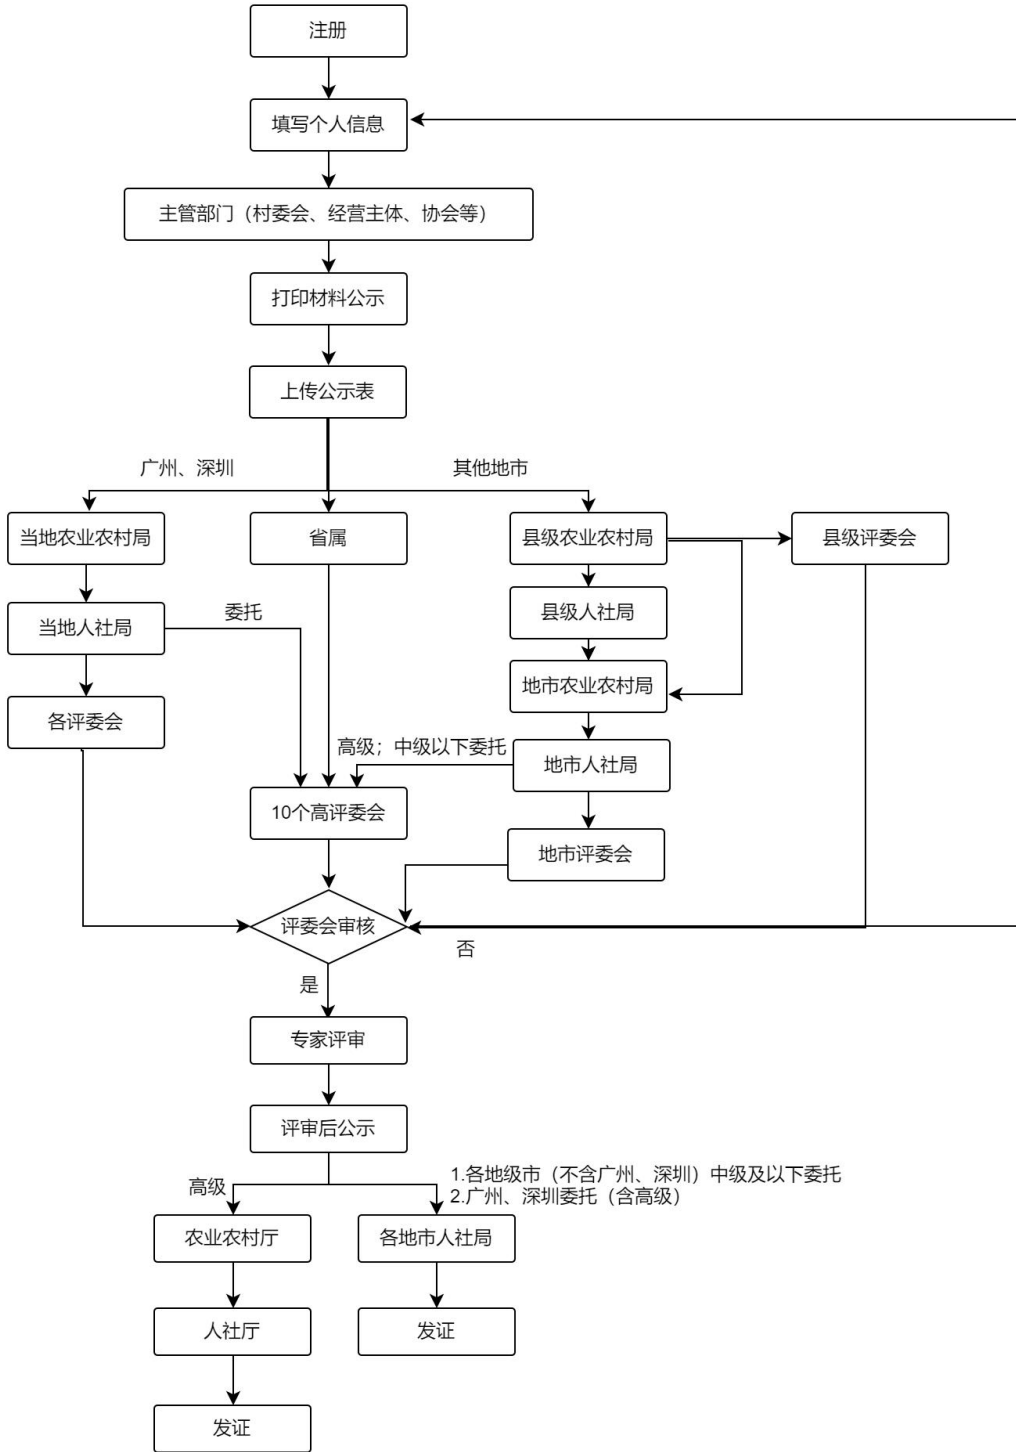 注册
填写个人信息
主管部门（村委会、经营主体、协会等）
打印材料公示
上传公示表
广州、深圳
其他地市
当地农业农村局
省属
县级农业农村局
县级评委会
当地人社局
委托
县级人社局
地市农业农村局
各评委会
高级；中级以下委托
地市人社局
10个高评委会
地市评委会
评委会审核
否
是
专家评审
评审后公示
高级
1.各地级市（不含广州、深圳）中级及以下委托
2.广州、深圳委托（含高级）
农业农村厅
各地市人社局
人社厅
发证
发证